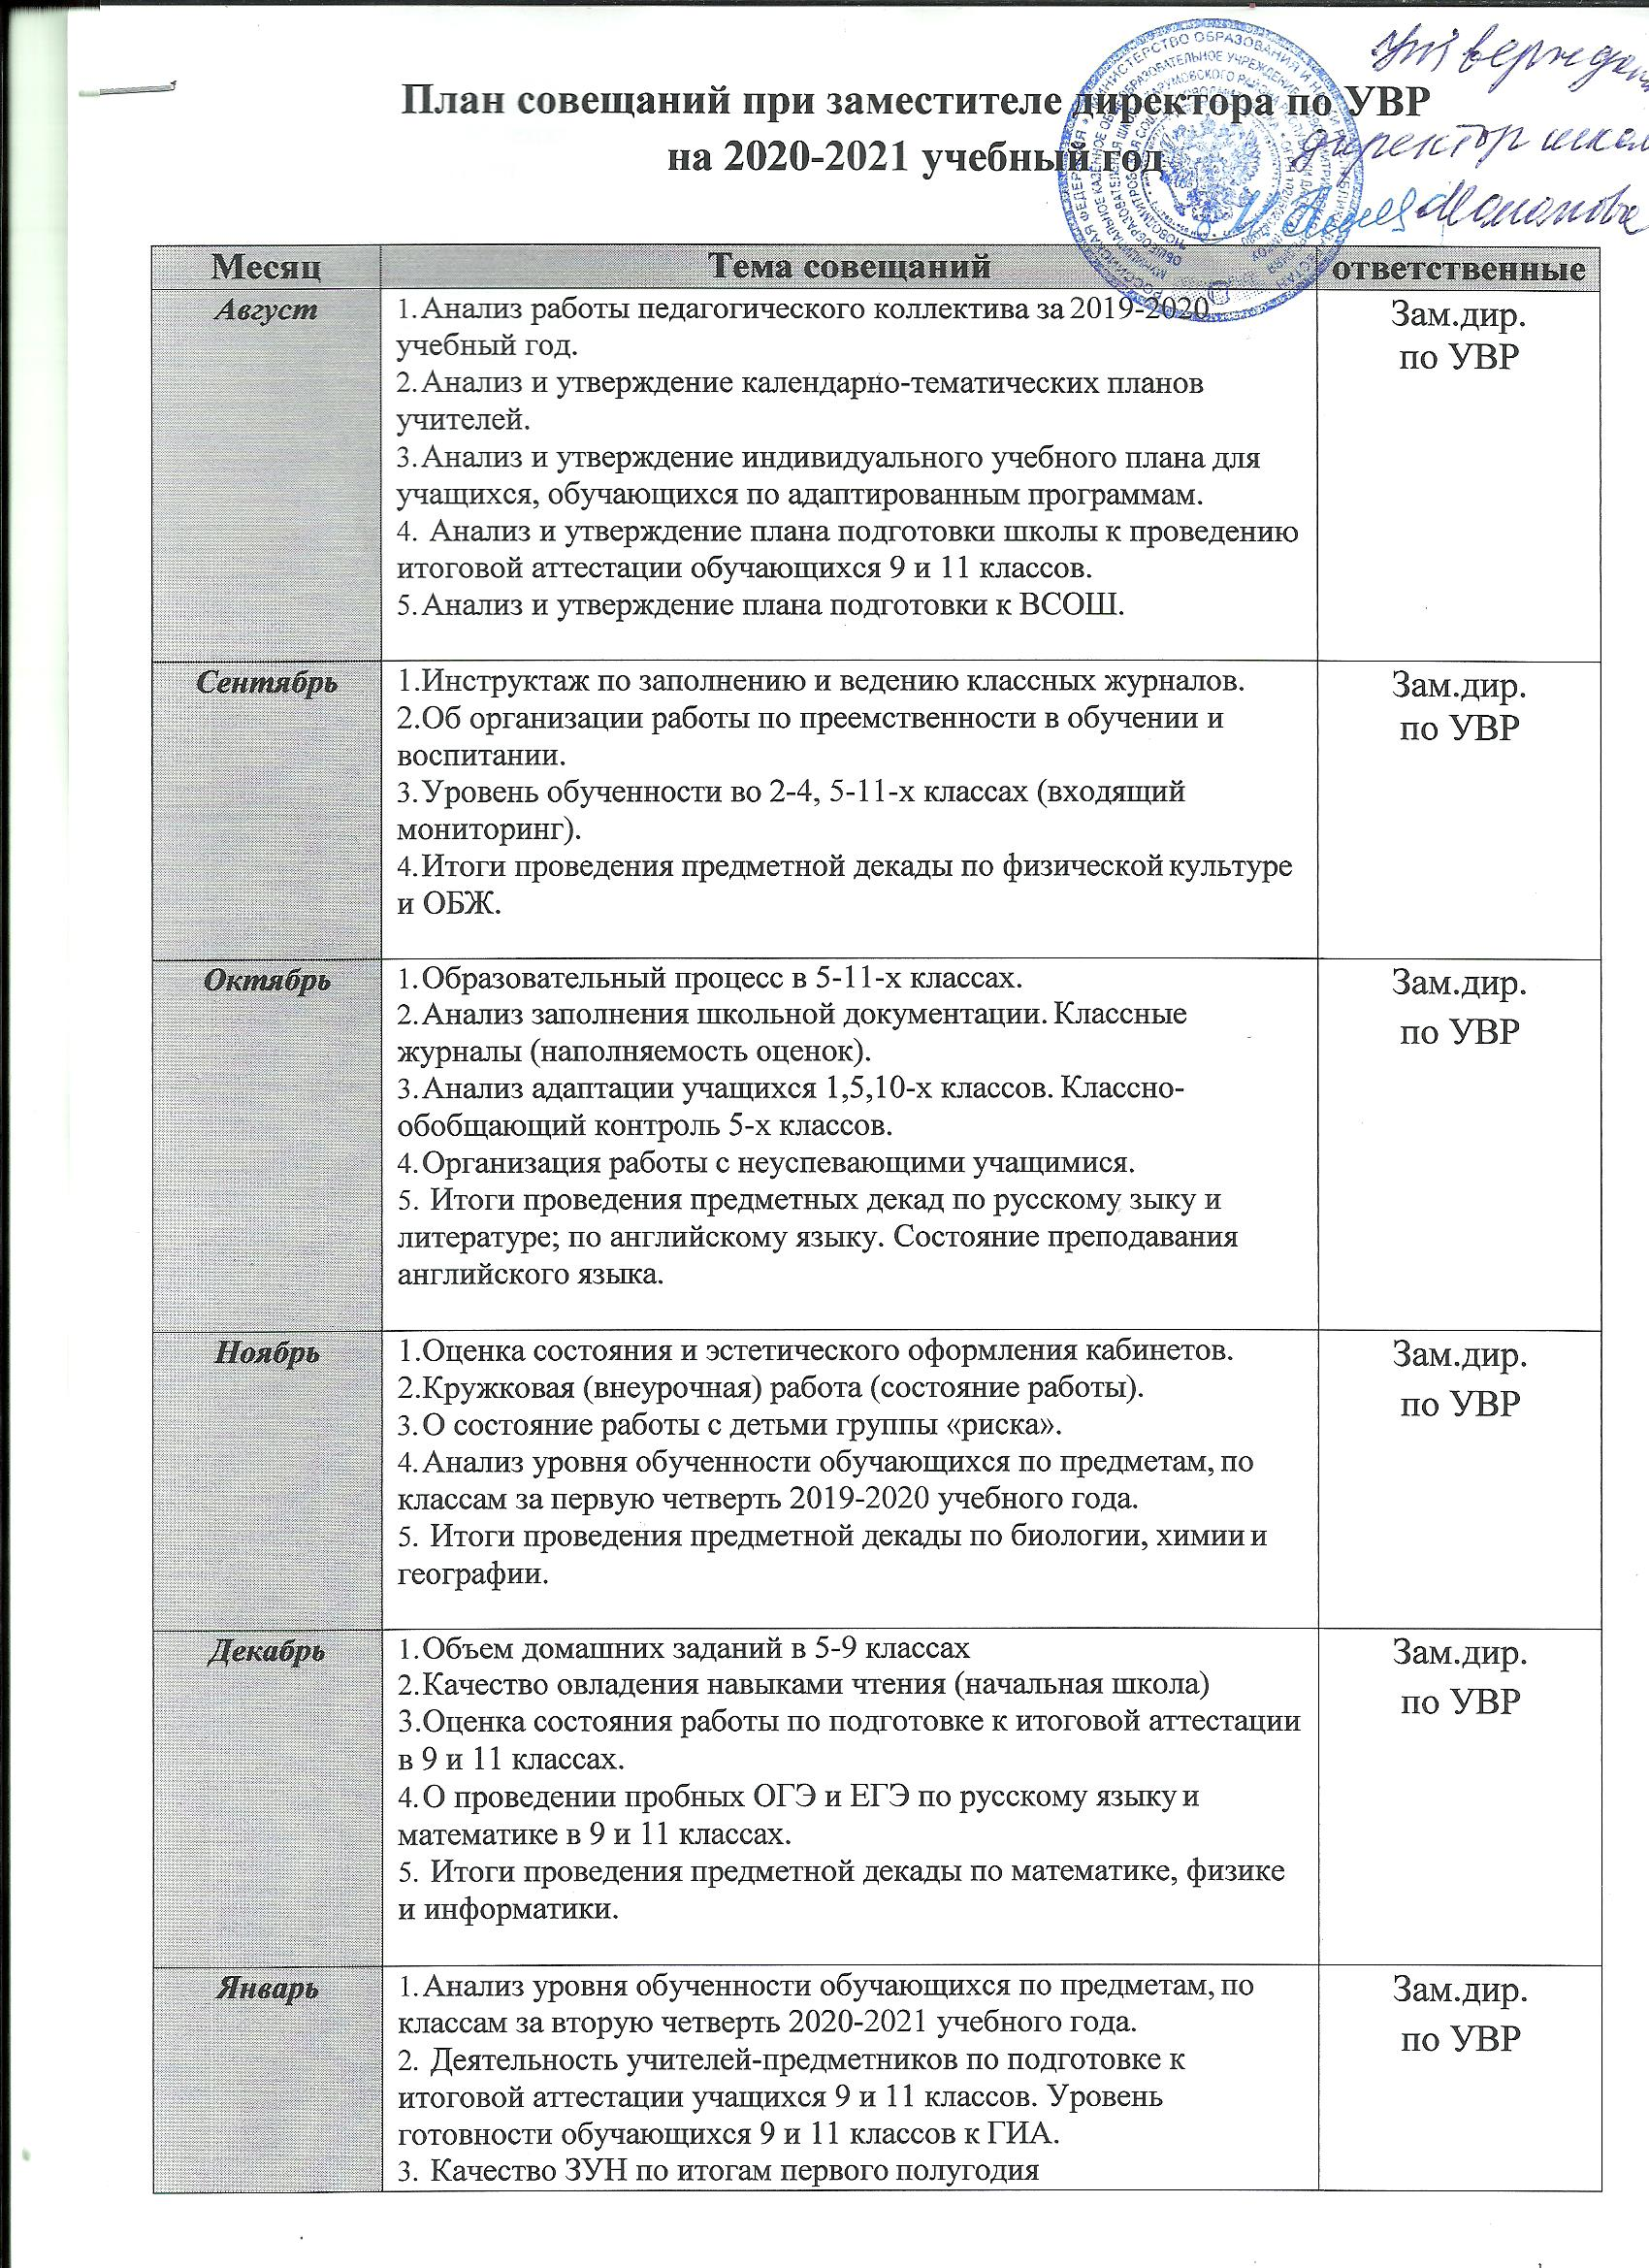 Утверждаю
План совещаний при заместителе директора по УВР
директор школы
на 2020-2021 учебный год
Месяц Тема совещаний ответственные
Август
1.Анализ работы педагогического коллектива за 2019-2020
учебный год.
2.Анализ и утверждение календарно-тематических планов
учителей.
3.Анализ и утверждение индивидуального учебного плана для
учащихся, обучающихся по адаптированным программам.
4. Анализ и утверждение плана подготовки школы к проведению
итоговой аттестации обучающихся 9 и 11 классов.
5.Анализ и утверждение плана подготовки к ВСОШ.
Зам.дир.
по УВР
Сентябрь
1.Инструктаж по заполнению и ведению классных журналов.
2.Об организации работы по преемственности в обучении и
воспитании.
3.Уровень обученности во 2-4, 5-11-х классах (входящий
мониторинг).
4.Итоги проведения предметной декады по физической культуре
и ОБЖ.
Зам.дир.
по УВР
Октябрь
1.Образовательный процесс в 5-11-х классах.
2.Анализ заполнения школьной документации. Классные
журналы (наполняемость оценок).
3.Анализ адаптации учащихся 1,5,10-х классов. Классно-
обобщающий контроль 5-х классов.
4.Организация работы с неуспевающими учащимися.
5. Итоги проведения предметных декад по русскому зыку и
литературе; по английскому языку. Состояние преподавания
английского языка.
Зам.дир.
по УВР
Ноябрь
1.Оценка состояния и эстетического оформления кабинетов.
2.Кружковая (внеурочная) работа (состояние работы).
3.О состояние работы с детьми группы «риска».
4.Анализ уровня обученности обучающихся по предметам, по
классам за первую четверть 2019-2020 учебного года.
5. Итоги проведения предметной декады по биологии, химии и
географии.
Зам.дир.
по УВР
Декабрь
1.Объем домашних заданий в 5-9 классах
2.Качество овладения навыками чтения (начальная школа)
3.Оценка состояния работы по подготовке к итоговой аттестации
в 9 и 11 классах.
4.О проведении пробных ОГЭ и ЕГЭ по русскому языку и
математике в 9 и 11 классах.
5. Итоги проведения предметной декады по математике, физике
и информатики.
Зам.дир.
по УВР
Январь
1.Анализ уровня обученности обучающихся по предметам, по
классам за вторую четверть 2020-2021 учебного года.
2. Деятельность учителей-предметников по подготовке к
итоговой аттестации учащихся 9 и 11 классов. Уровень
готовности обучающихся 9 и 11 классов к ГИА.
3. Качество ЗУН по итогам первого полугодия
Зам.дир.
по УВР